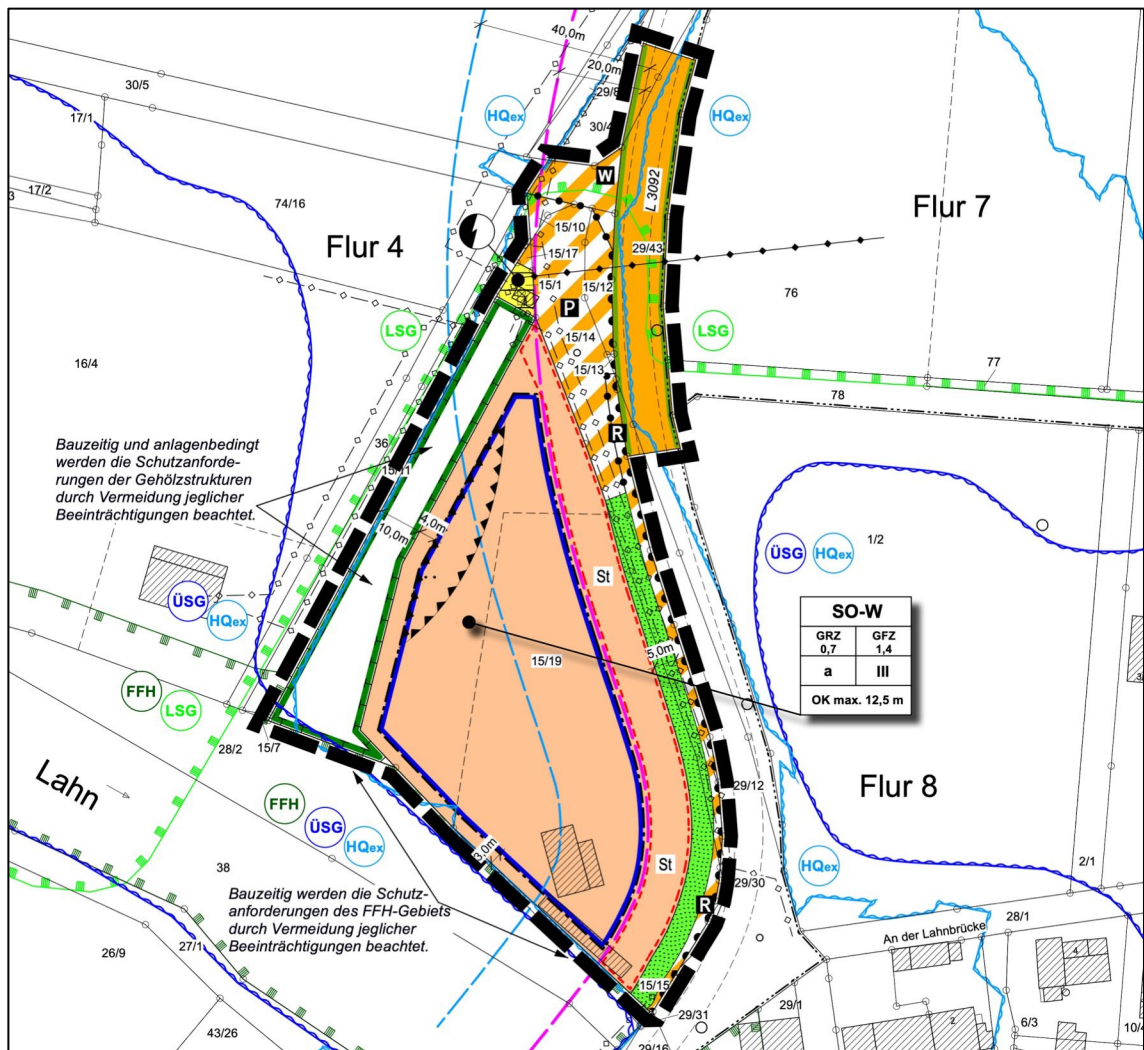 40,0m
20,0m
29/8
30/4
30/5
17/1
17/2
3
74/16
HQex
HQex
W
L 3092
Flur 7
Flur 4
15/10
15/17
29/43
15/1
15/12
76
P
LSG
15/14
LSG
15/13
77
78
16/4
36
15/11
R
Bauzeitig und anlagenbedingt
werden die Schutzanforde-
rungen der Gehölzstrukturen
durch Vermeidung jeglicher
Beeinträchtigungen beachtet.
4,0m
10,0m
1/2
ÜSG
HQex
St
ÜSG
HQex
SO-W
GRZ
0,7
GFZ
1,4
a
III
OK max. 12,5 m
15/19
5,0m
FFH
LSG
28/2
15/7
Lahn
FFH
ÜSG
HQex
29/12
Flur 8
38
3,0m
St
29/30
HQex
2/1
Bauzeitig werden die Schutz-
anforderungen des FFH-Gebiets
durch Vermeidung jeglicher
Beeinträchtigungen beachtet.
R
28/1
An der Lahnbrücke
26/9
27/1
15/15
4
29/31
29/1
43/26
29/16
2
6/3
10/4